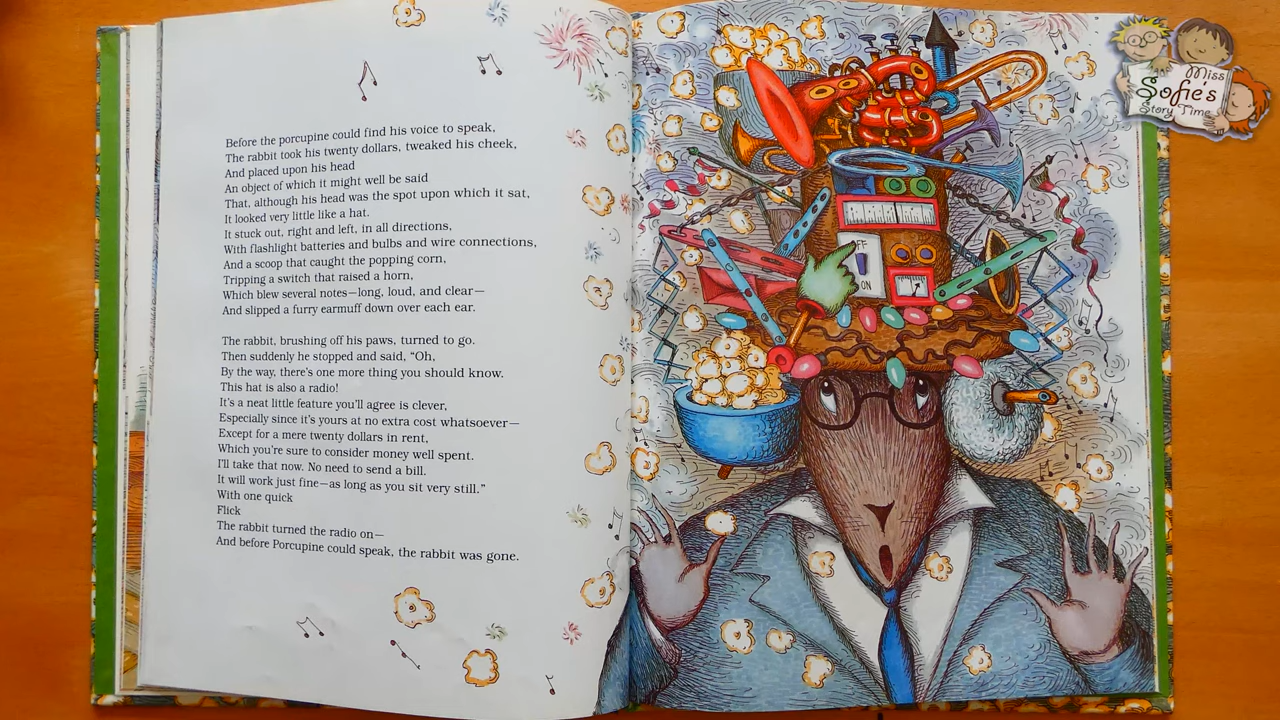 Before the porcupine could find his voice to speak,
The rabbit took his twenty dollars, tweaked his cheek,
And placed upon his head
An object of which it might well be said
That, although his head was the spot upon which it sat,
It looked very little like a hat.
It stuck out, right and left, in all directions,
With flashlight batteries and bulbs and wire connections,
And a scoop that caught the popping corn,
Tripping a switch that raised a horn,
Which blew several notes—long, loud, and clear—
And slipped a furry earmuff down over each ear.
The rabbit, brushing off his paws, turned to go.
Then suddenly he stopped and said, “Oh,
By the way, there’s one more thing you should know.
This hat is also a radio!
It’s a neat little feature you’ll agree is clever,
Especially since it’s yours at no extra cost whatsoever—
Except for a mere twenty dollars in rent,
Which you’re sure to consider money well spent.
I’ll take that now. No need to send a bill.
It will work just fine—as long as you sit very still.”
With one quick
Flick
The rabbit turned the radio on—
And before Porcupine could speak, the rabbit was gone.
FF
ON
Miss
Sofie's
Story Time